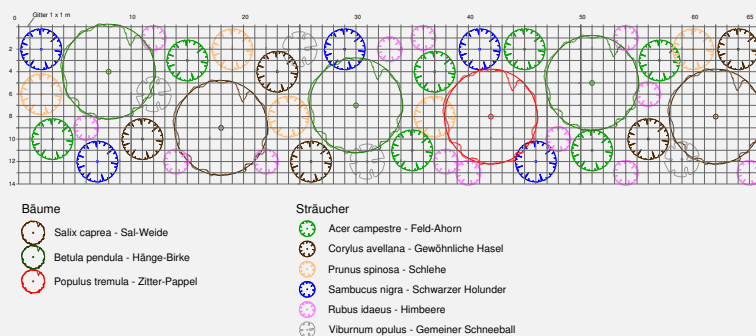 Gitter 1 x 1 m
0 10 20 30 40 50 60
2
4
6
8
10
12
14
Bäume
Salix caprea - Sal-Weide
Betula pendula - Hänge-Birke
Populus tremula - Zitter-Pappel
Sträucher
Acer campestre - Feld-Ahorn
Corylus avellana - Gewöhnliche Hasel
Prunus spinosa - Schlehe
Sambucus nigra - Schwarzer Holunder
Rubus idaeus - Himbeere
Viburnum opulus - Gemeiner Schneeball